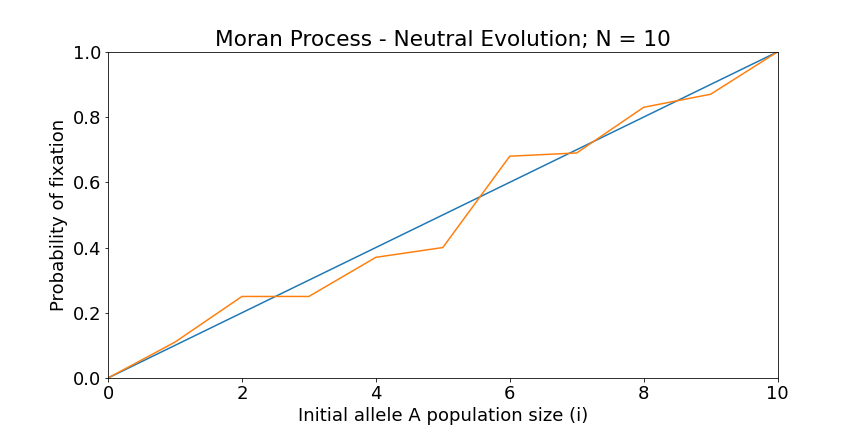 Moran Process - Neutral Evolution; N = 10
1.0
0.8
0.6
0.4
0.2
0.0
Probability of fixation
0 2 4 6 8 10
Initial allele A population size (i)